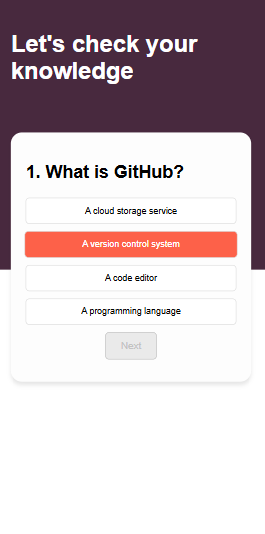 Let's check your
knowledge
1. What is GitHub?
A cloud storage service
A version control system
A code editor
A programming language
Next